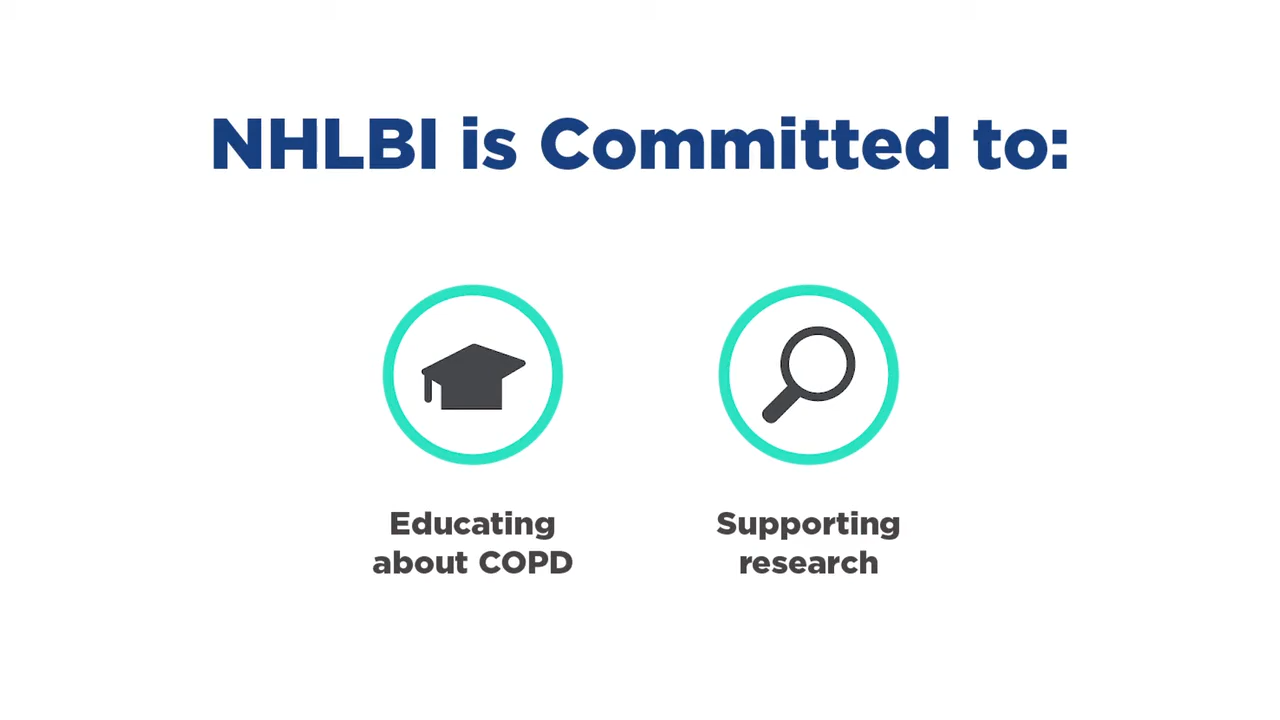 NHLBI is Committed to:
Educating
about COPD
Supporting
research